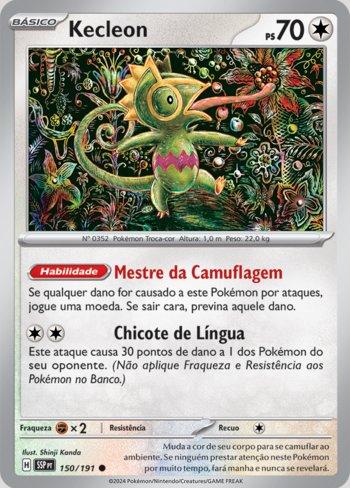 BÁSICO
Kecleon
PS 70
Nº 0352 Pokémon Troca-cor Altura: 1,0 m Peso: 22,0 kg
Habilidade Mestre da Camuflagem
Se qualquer dano for causado a este Pokémon por ataques,
jogue uma moeda. Se sair cara, previna aquele dano.
Chicote de Língua
Este ataque causa 30 pontos de dano a 1 dos Pokémon do
seu oponente. (Não aplique Fraqueza e Resistência aos
Pokémon no Banco.)
Fraqueza ×2 Resistência Recuo
Ilust. Shinji Kanda
H SSP PT 150/191
Muda a cor de seu corpo para se camuflar ao
ambiente. Se ninguém prestar atenção neste Pokémon
por muito tempo, fará manha e nunca se revelará.
©2024 Pokémon/Nintendo/Creatures/GAME FREAK